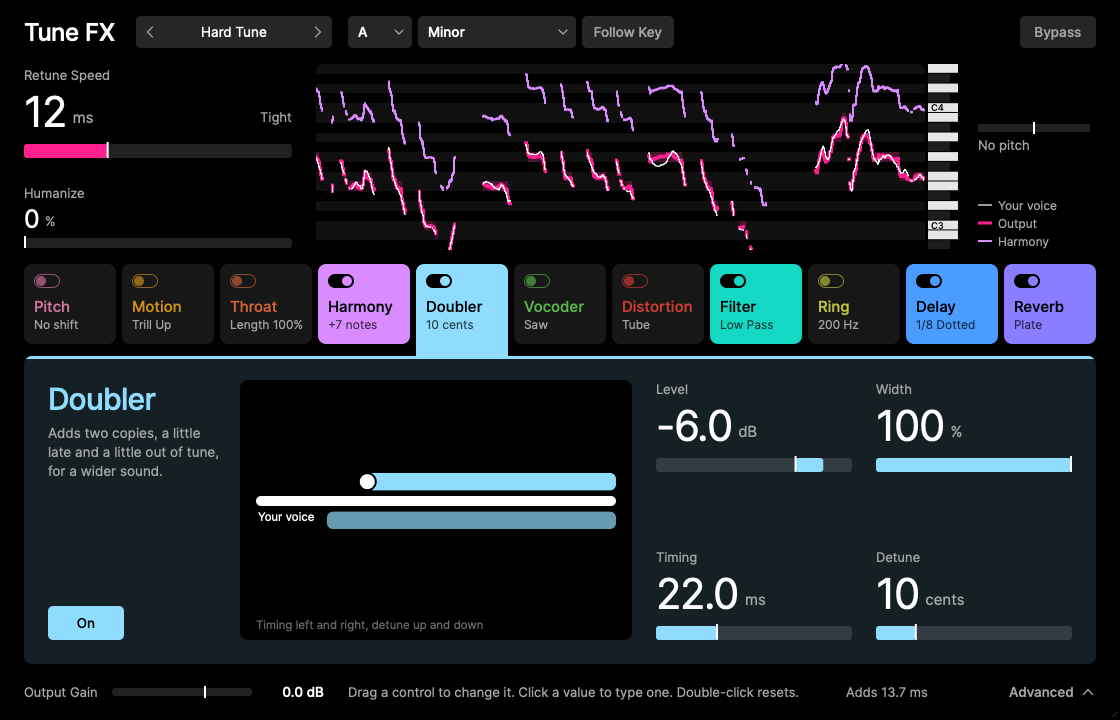 Tune FX
Hard Tune
A
Minor
Follow Key
Bypass
Retune Speed
12 ms
Tight
Humanize
0 %
C4
C3
No pitch
Your voice
Output
Harmony
Pitch
No shift
Motion
Trill Up
Throat
Length 100%
Harmony
+7 notes
Doubler
10 cents
Vocoder
Saw
Distortion
Tube
Filter
Low Pass
Ring
200 Hz
Delay
1/8 Dotted
Reverb
Plate
Doubler
Adds two copies, a little
late and a little out of tune,
for a wider sound.
On
Your voice
Timing left and right, detune up and down
Level
-6.0 dB
Width
100 %
Timing
22.0 ms
Detune
10 cents
Output Gain
0.0 dB
Drag a control to change it. Click a value to type one. Double-click resets.
Adds 13.7 ms
Advanced